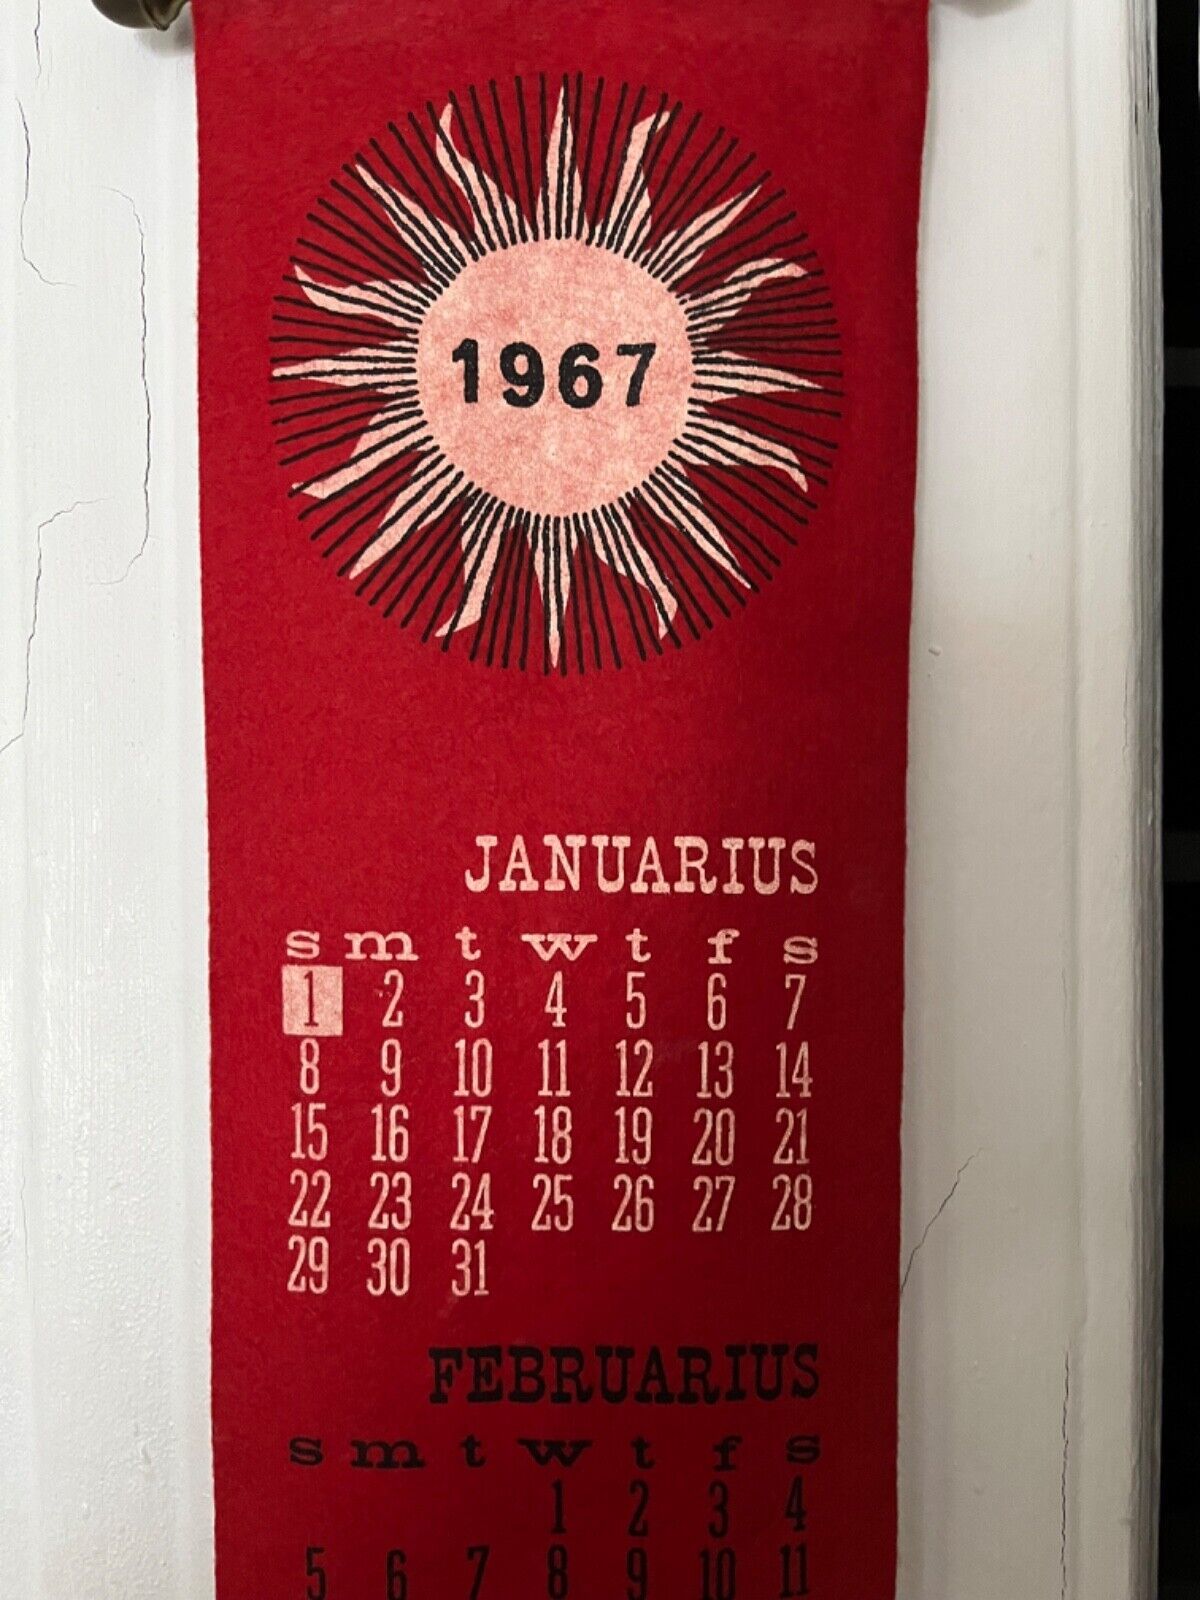 1967
JANUARIUS
s m t w t f s
1 2 3 4 5 6 7
8 9 10 11 12 13 14
15 16 17 18 19 20 21
22 23 24 25 26 27 28
29 30 31
FEBRUARIUS
s m t w t f s
1 2 3 4
5 6 7 8 9 10 11